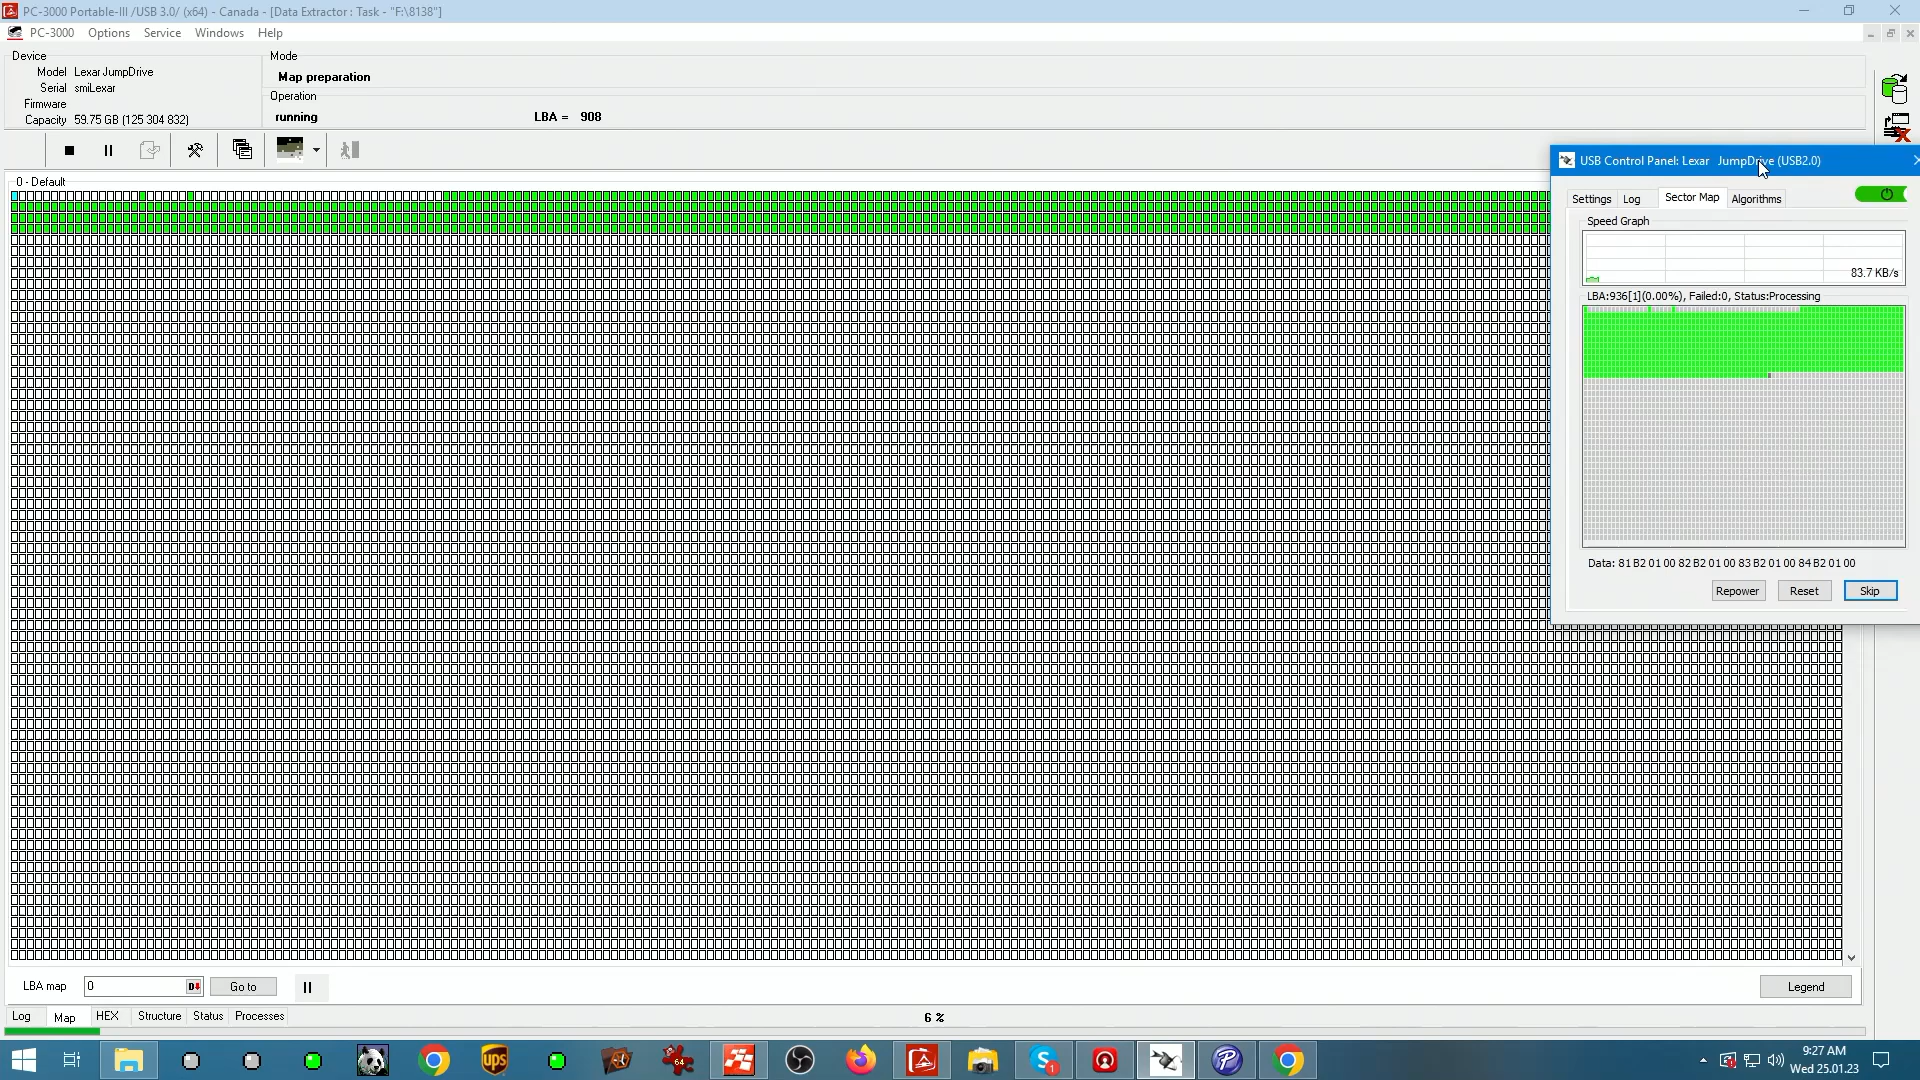 PC-3000 Portable-III /USB 3.0/ (x64) - Canada - [Data Extractor : Task - "F:\8138"]
PC-3000 Options Service Windows Help
Device
Model Lexar JumpDrive
Serial smiLexar
Firmware
Capacity 59.75 GB (125 304 832)
Mode
Map preparation
Operation
running LBA = 908
0 - Default
USB Control Panel: Lexar JumpDrive (USB2.0)
Settings Log Sector Map Algorithms
Speed Graph
83.7 KB/s
LBA:936[1](0.00%), Failed:0, Status:Processing
Data: 81 B2 01 00 82 B2 01 00 83 B2 01 00 84 B2 01 00
Repower Reset Skip
LBA map 0 Go to Legend
Log Map HEX Structure Status Processes 6 %
ups 64 1
9:27 AM
Wed 25.01.23